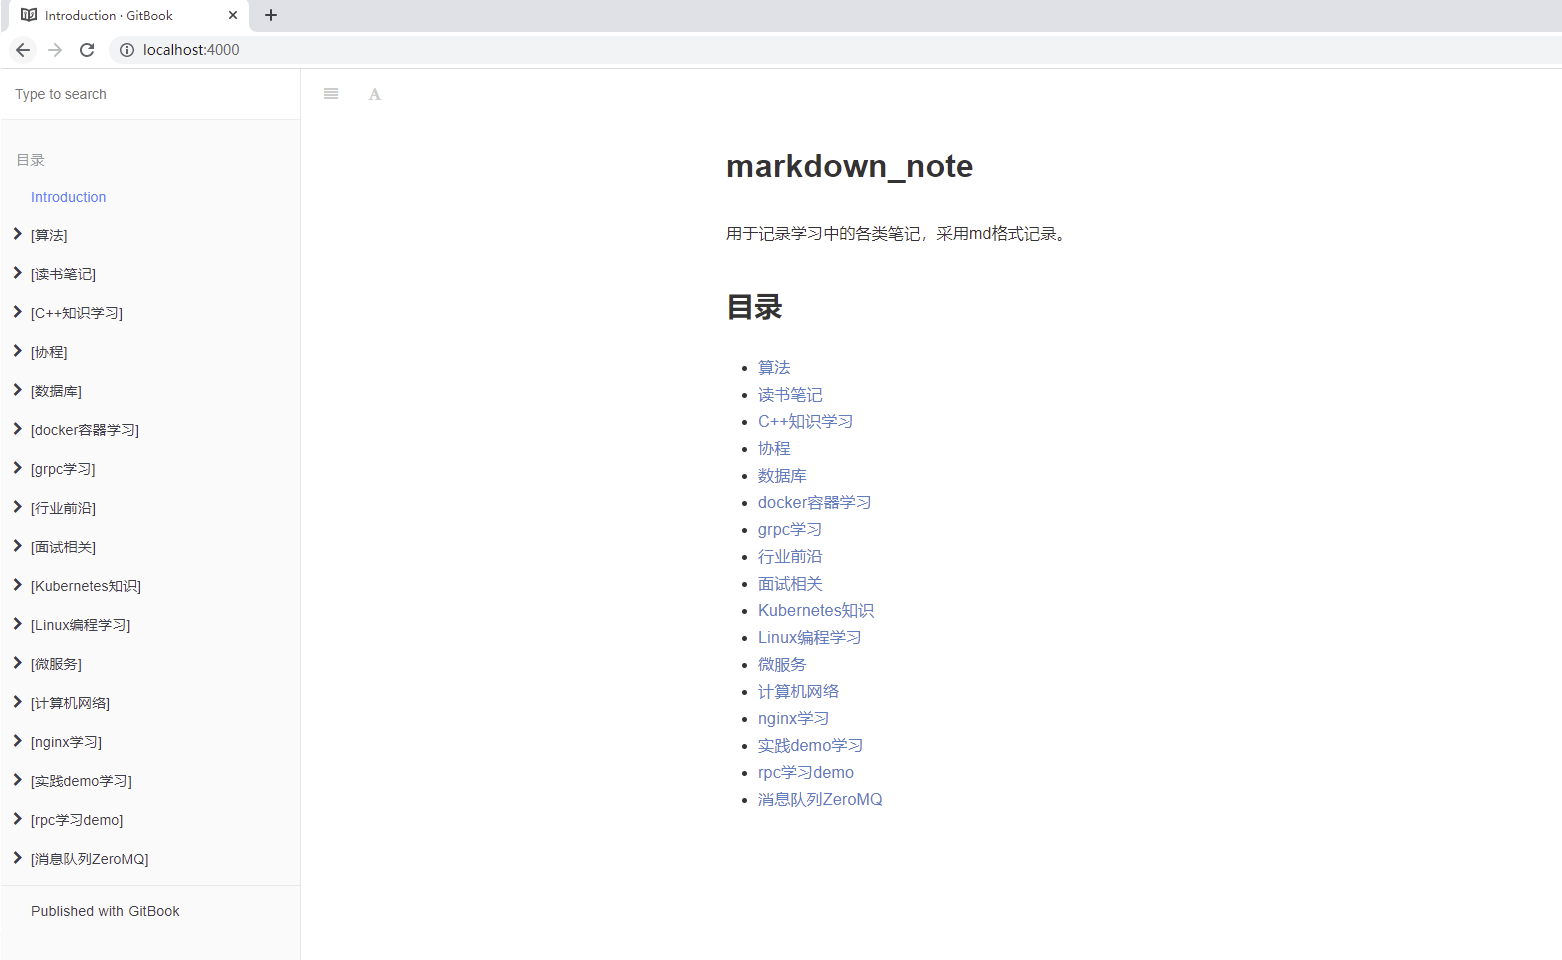 Introduction · GitBook
localhost:4000
Type to search
A
目录
Introduction
[算法]
[读书笔记]
[C++知识学习]
[协程]
[数据库]
[docker容器学习]
[grpc学习]
[行业前沿]
[面试相关]
[Kubernetes知识]
[Linux编程学习]
[微服务]
[计算机网络]
[nginx学习]
[实践demo学习]
[rpc学习demo]
[消息队列ZeroMQ]
Published with GitBook
markdown_note
用于记录学习中的各类笔记，采用md格式记录。
目录
算法
读书笔记
C++知识学习
协程
数据库
docker容器学习
grpc学习
行业前沿
面试相关
Kubernetes知识
Linux编程学习
微服务
计算机网络
nginx学习
实践demo学习
rpc学习demo
消息队列ZeroMQ